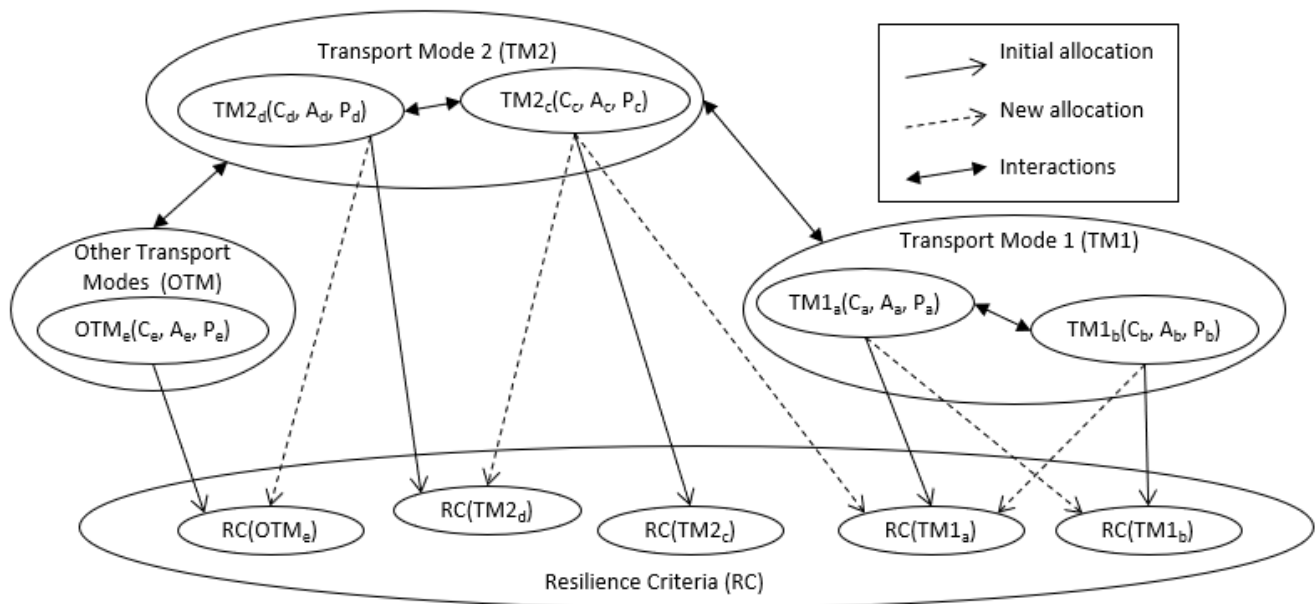 Transport Mode 2 (TM2)
TM2d(Cd, Ad, Pd)
TM2c(Cc, Ac, Pc)
Initial allocation
New allocation
Interactions
Other Transport
Modes (OTM)
OTMe(Ce, Ae, Pe)
Transport Mode 1 (TM1)
TM1a(Ca, Aa, Pa)
TM1b(Cb, Ab, Pb)
RC(OTMe)
RC(TM2d)
RC(TM2c)
RC(TM1a)
RC(TM1b)
Resilience Criteria (RC)